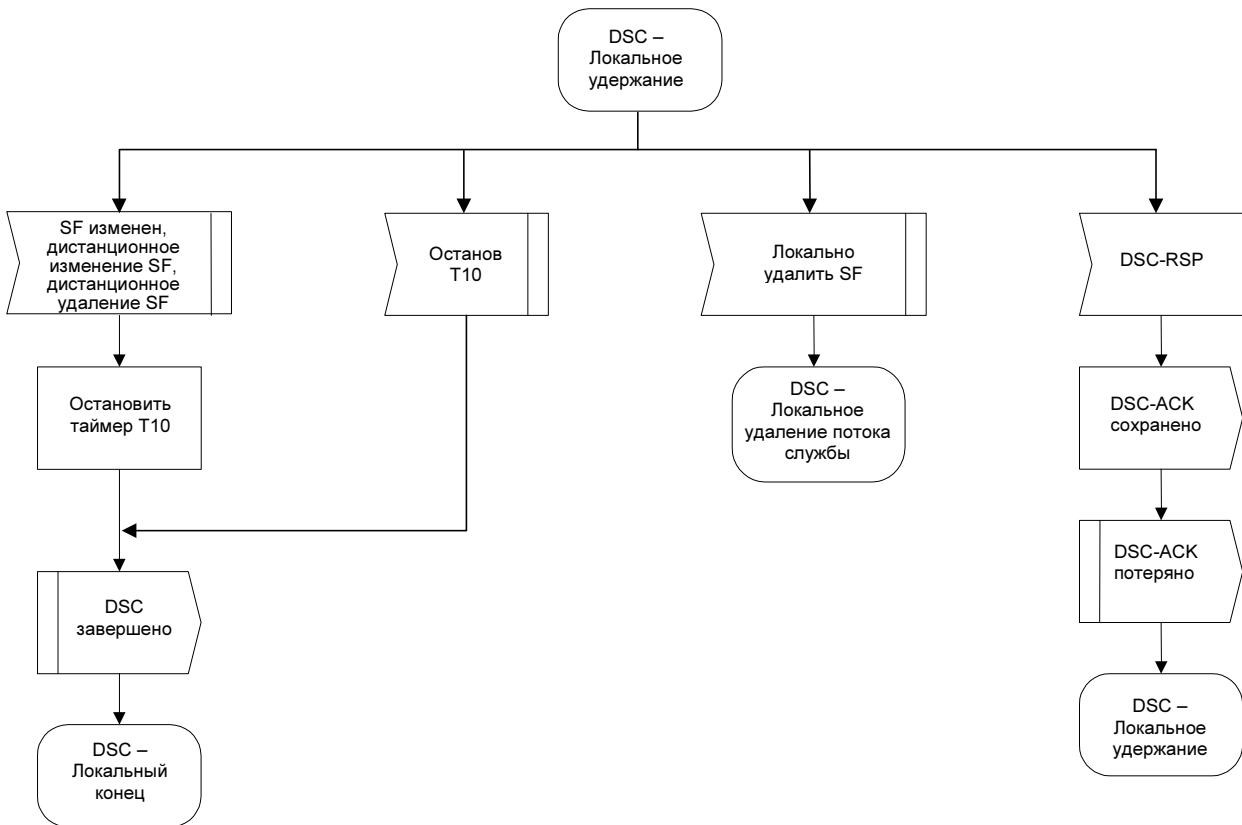 DSC –
Локальное
удержание
SF изменен,
дистанционное
изменение SF,
дистанционное
удаление SF
Останов
T10
Локально
удалить SF
DSC-RSP
Остановить
таймер T10
DSC –
Локальное
удаление потока
службы
DSC-ACK
сохранено
DSC
завершено
DSC-ACK
потеряно
DSC –
Локальный
конец
DSC –
Локальное
удержание